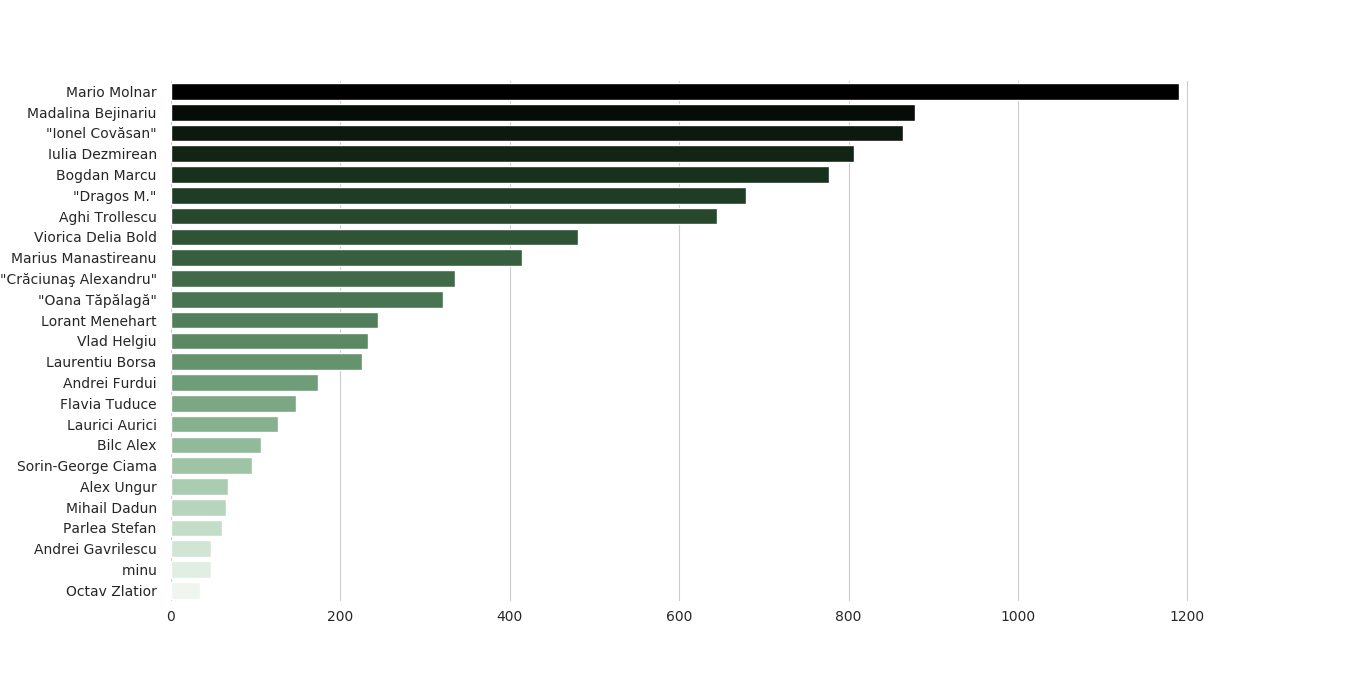 Mario Molnar
Madalina Bejinariu
"Ionel Covăsan"
Iulia Dezmirean
Bogdan Marcu
"Dragos M."
Aghi Trollescu
Viorica Delia Bold
Marius Manastireanu
"Crăciunaş Alexandru"
"Oana Tăpălagă"
Lorant Menehart
Vlad Helgiu
Laurentiu Borsa
Andrei Furdui
Flavia Tuduce
Laurici Aurici
Bilc Alex
Sorin-George Ciama
Alex Ungur
Mihail Dadun
Parlea Stefan
Andrei Gavrilescu
minu
Octav Zlatior
0 200 400 600 800 1000 1200